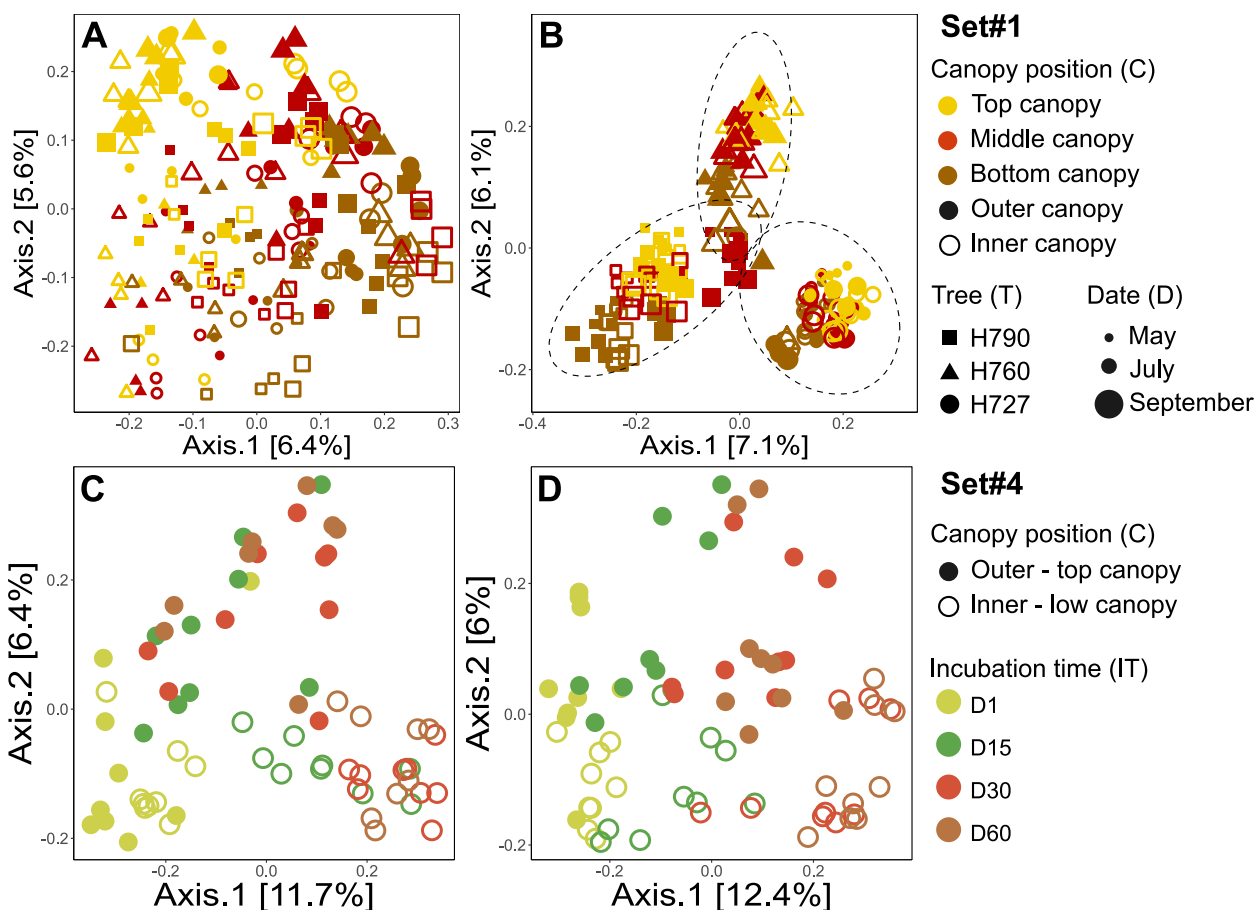 A
Axis.2 [5.6%]
0.2
0.1
0.0
-0.1
-0.2
-0.2
-0.1
0.0
0.1
0.2
0.3
Axis.1 [6.4%]
B
Axis.2 [6.1%]
0.2
0.0
-0.2
-0.2
0.0
0.2
Axis.1 [7.1%]
Set#1
Canopy position (C)
Top canopy
Middle canopy
Bottom canopy
Outer canopy
Inner canopy
Tree (T)
H790
H760
H727
Date (D)
May
July
September
C
Axis.2 [6.4%]
0.2
0.0
-0.2
-0.2
0.0
0.2
Axis.1 [11.7%]
D
Axis.2 [6%]
0.2
0.0
-0.2
-0.2
0.0
0.2
Axis.1 [12.4%]
Set#4
Canopy position (C)
Outer - top canopy
Inner - low canopy
Incubation time (IT)
D1
D15
D30
D60